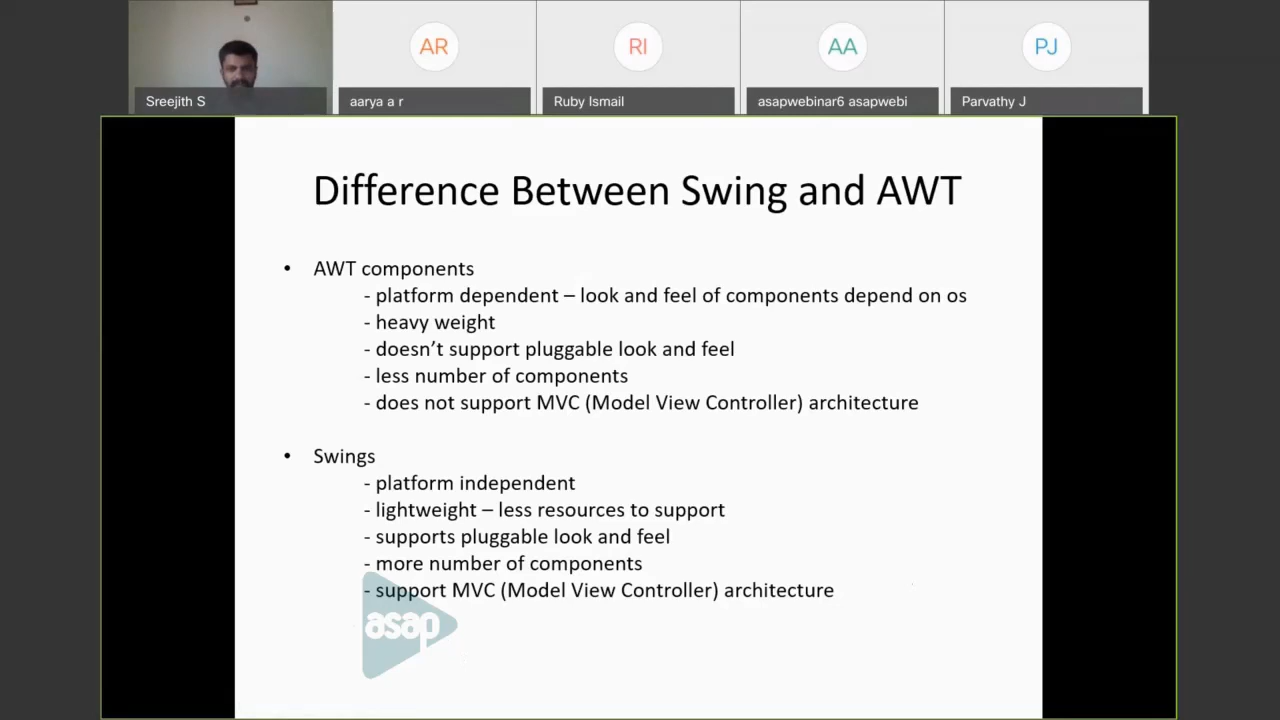 AR
RI
AA
PJ
Sreejith S
aarya a r
Ruby Ismail
asapwebinar6 asapwebi
Parvathy J
Difference Between Swing and AWT
• AWT components
- platform dependent – look and feel of components depend on os
- heavy weight
- doesn’t support pluggable look and feel
- less number of components
- does not support MVC (Model View Controller) architecture
• Swings
- platform independent
- lightweight – less resources to support
- supports pluggable look and feel
- more number of components
- support MVC (Model View Controller) architecture
asap